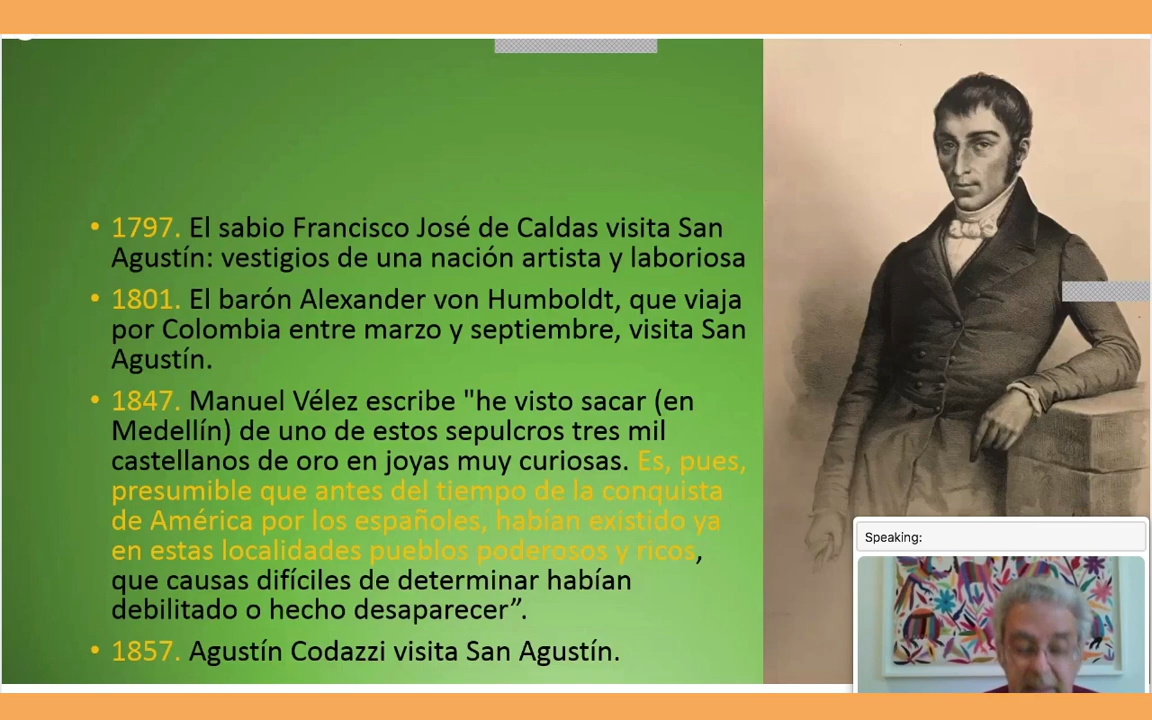 • 1797. El sabio Francisco José de Caldas visita San
Agustín: vestigios de una nación artista y laboriosa
• 1801. El barón Alexander von Humboldt, que viaja
por Colombia entre marzo y septiembre, visita San
Agustín.
• 1847. Manuel Vélez escribe "he visto sacar (en
Medellín) de uno de estos sepulcros tres mil
castellanos de oro en joyas muy curiosas. Es, pues,
presumible que antes del tiempo de la conquista
de América por los españoles, habían existido ya
en estas localidades pueblos poderosos y ricos,
que causas difíciles de determinar habían
debilitado o hecho desaparecer”.
• 1857. Agustín Codazzi visita San Agustín.
Speaking: